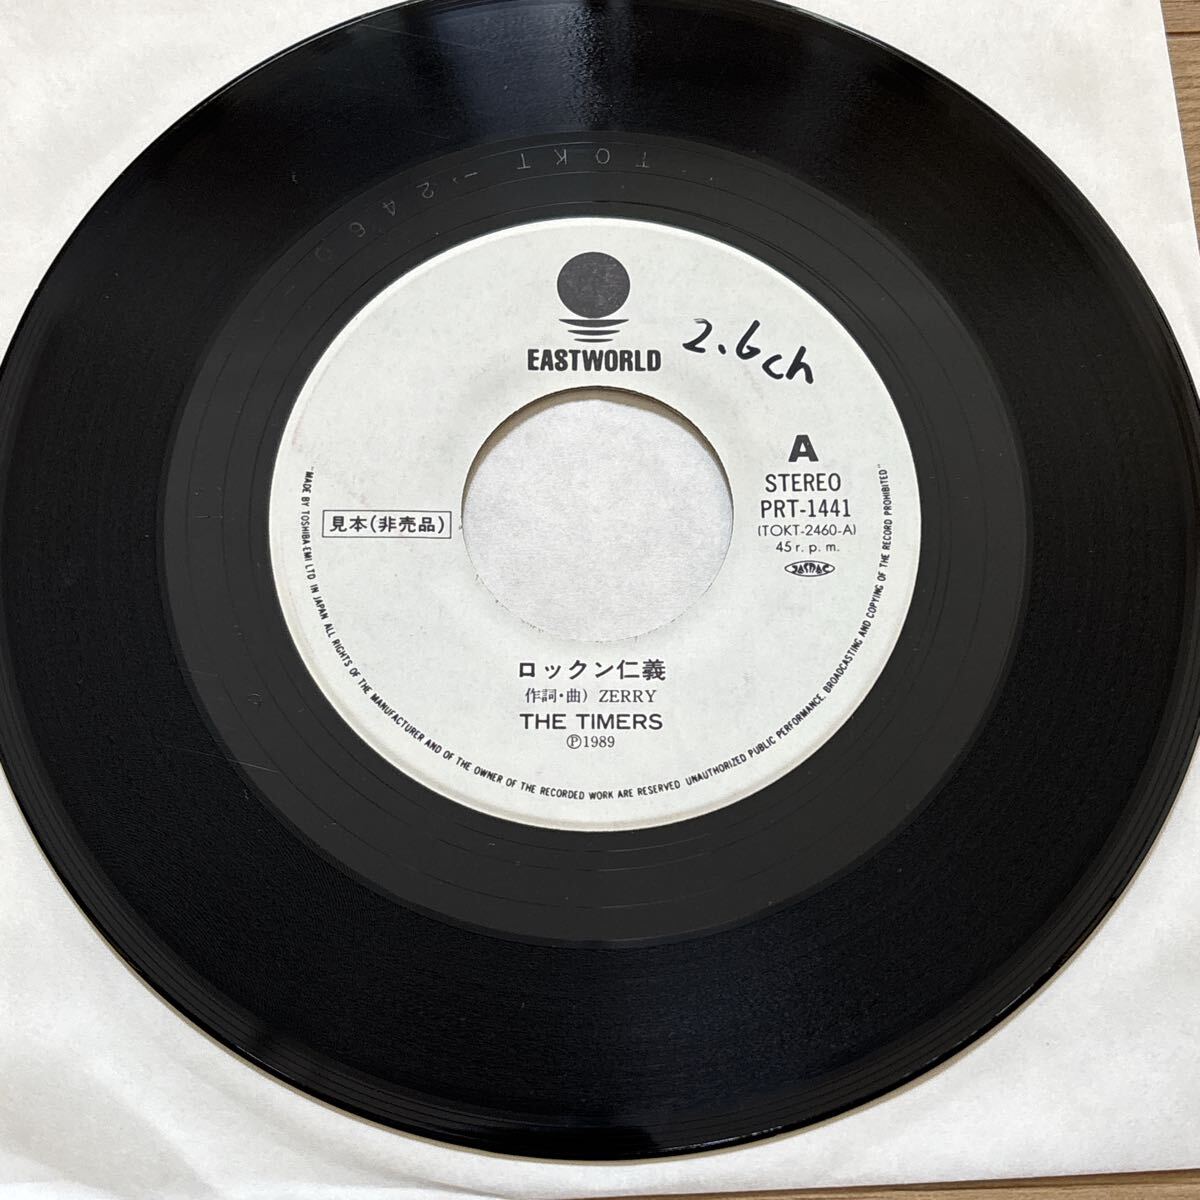 TOKT-2460
EASTWORLD
2.6ch
A
STEREO
PRT-1441
(TOKT-2460-A)
45 r.p.m.
JASRAC
見本(非売品)
ロックン仁義
作詞・曲) ZERRY
THE TIMERS
Ⓟ1989
"MADE BY TOSHIBA-EMI LTD IN JAPAN ALL RIGHTS OF THE MANUFACTURER AND OF THE OWNER OF THE RECORDED WORK ARE RESERVED UNAUTHORIZED PUBLIC PERFORMANCE, BROADCASTING AND COPYING OF THE RECORD PROHIBITED"